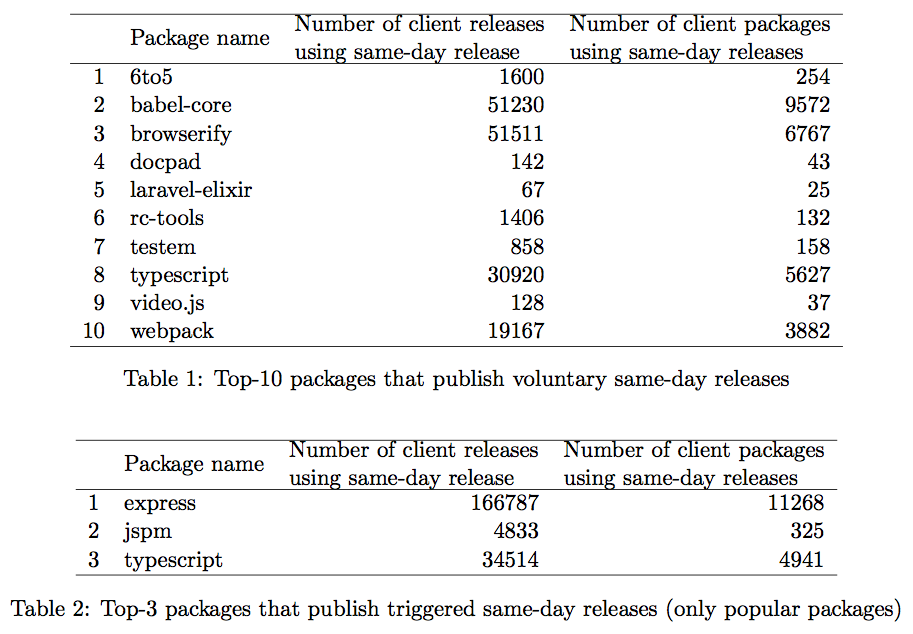 Package name Number of client releases using same-day release Number of client packages using same-day releases
1 6to5 1600 254
2 babel-core 51230 9572
3 browserify 51511 6767
4 docpad 142 43
5 laravel-elixir 67 25
6 rc-tools 1406 132
7 testem 858 158
8 typescript 30920 5627
9 video.js 128 37
10 webpack 19167 3882
Table 1: Top-10 packages that publish voluntary same-day releases
Package name Number of client releases using same-day release Number of client packages using same-day releases
1 express 166787 11268
2 jspm 4833 325
3 typescript 34514 4941
Table 2: Top-3 packages that publish triggered same-day releases (only popular packages)